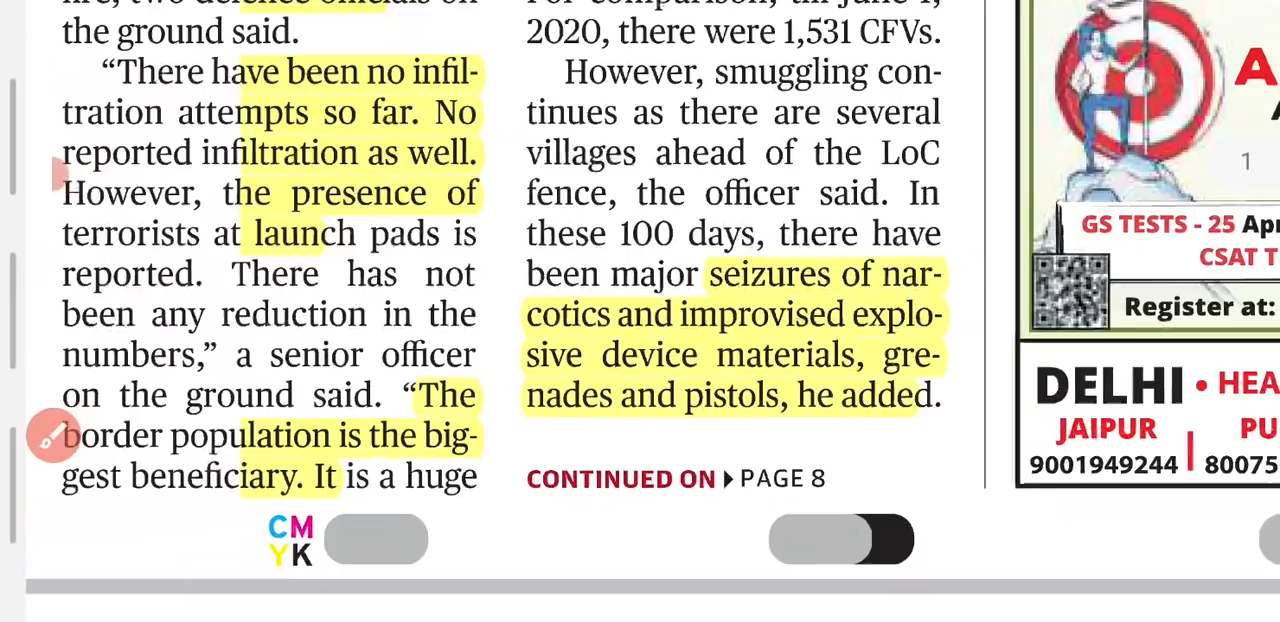 the ground said.
“There have been no infil-
tration attempts so far. No
reported infiltration as well.
However, the presence of
terrorists at launch pads is
reported. There has not
been any reduction in the
numbers,” a senior officer
on the ground said. “The
border population is the big-
gest beneficiary. It is a huge
2020, there were 1,531 CFVs.
However, smuggling con-
tinues as there are several
villages ahead of the LoC
fence, the officer said. In
these 100 days, there have
been major seizures of nar-
cotics and improvised explo-
sive device materials, gre-
nades and pistols, he added.
CONTINUED ON PAGE 8
CM
YK
1
GS TESTS - 25 Apr
CSAT T
Register at:
DELHI • HEA
JAIPUR PU
9001949244 80075